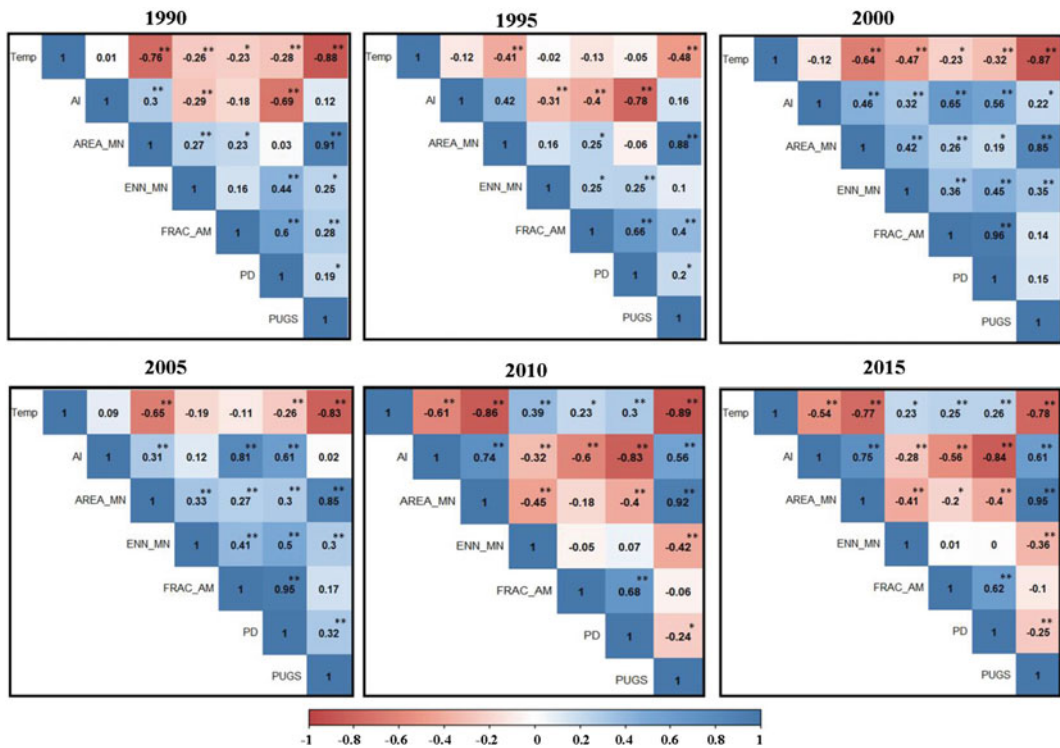 1990
Temp 1 0.01 -0.76** -0.26** -0.23* -0.28** -0.88**
AI 1 0.3** -0.29** -0.18 -0.69** 0.12
AREA_MN 1 0.27** 0.23* 0.03 0.91**
ENN_MN 1 0.16 0.44** 0.25*
FRAC_AM 1 0.6** 0.28**
PD 1 0.19*
PUGS 1
1995
Temp 1 -0.12 -0.41** -0.02 -0.13 -0.05 -0.48**
AI 1 0.42 -0.31** -0.4** -0.78** 0.16
AREA_MN 1 0.16 0.25* -0.06 0.88**
ENN_MN 1 0.25* 0.25** 0.1
FRAC_AM 1 0.66** 0.4**
PD 1 0.2*
PUGS 1
2000
Temp 1 -0.12 -0.64** -0.47** -0.23* -0.32** -0.87**
AI 1 0.46** 0.32** 0.65** 0.56** 0.22*
AREA_MN 1 0.42** 0.26** 0.19* 0.85**
ENN_MN 1 0.36** 0.45** 0.35**
FRAC_AM 1 0.96** 0.14
PD 1 0.15
PUGS 1
2005
Temp 1 0.09 -0.65** -0.19 -0.11 -0.26** -0.83**
AI 1 0.31** 0.12 0.81** 0.61** 0.02
AREA_MN 1 0.33** 0.27** 0.3** 0.85**
ENN_MN 1 0.41** 0.5** 0.3**
FRAC_AM 1 0.95** 0.17
PD 1 0.32**
PUGS 1
2010
1 -0.61** -0.86** 0.39** 0.23* 0.3** -0.89**
AI 1 0.74** -0.32** -0.6** -0.83** 0.56**
AREA_MN 1 -0.45** -0.18 -0.4** 0.92**
ENN_MN 1 -0.05 0.07 -0.42**
FRAC_AM 1 0.68** -0.06
PD 1 -0.24*
PUGS 1
2015
Temp 1 -0.54** -0.77** 0.23* 0.25** 0.26** -0.78**
AI 1 0.75** -0.28** -0.56** -0.84** 0.61**
AREA_MN 1 -0.41** -0.2* -0.4** 0.95**
ENN_MN 1 0.01 0 -0.36**
FRAC_AM 1 0.62** -0.1
PD 1 -0.25**
PUGS 1
-1 -0.8 -0.6 -0.4 -0.2 0 0.2 0.4 0.6 0.8 1